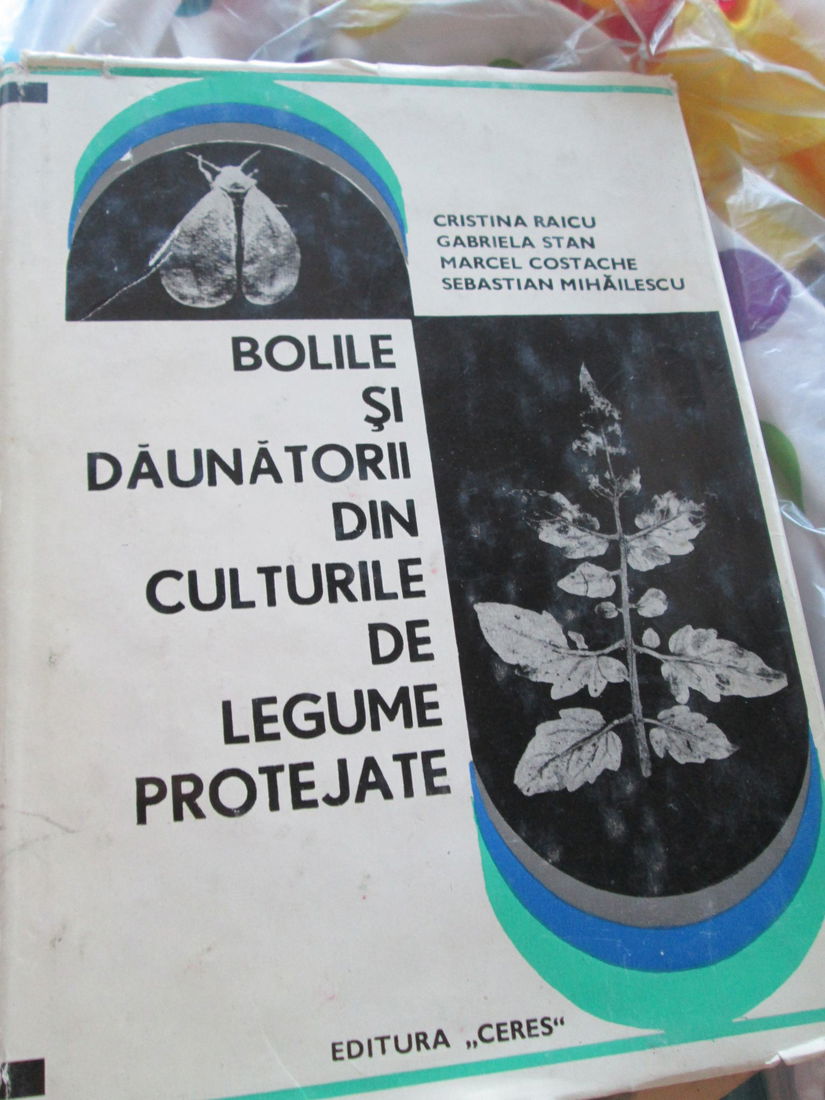 CRISTINA RAICU
GABRIELA STAN
MARCEL COSTACHE
SEBASTIAN MIHĂILESCU
BOLILE
ŞI
DĂUNĂTORII
DIN
CULTURILE
DE
LEGUME
PROTEJATE
EDITURA „CERES“